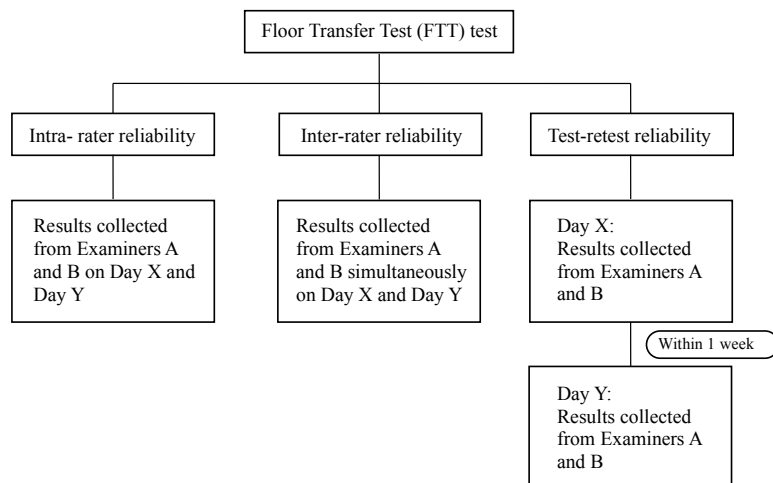 Floor Transfer Test (FTT) test
Intra- rater reliability
Inter-rater reliability
Test-retest reliability
Results collected
from Examiners A
and B on Day X and
Day Y
Results collected
from Examiners A
and B simultaneously
on Day X and Day Y
Day X:
Results collected
from Examiners A
and B
Within 1 week
Day Y:
Results collected
from Examiners A
and B